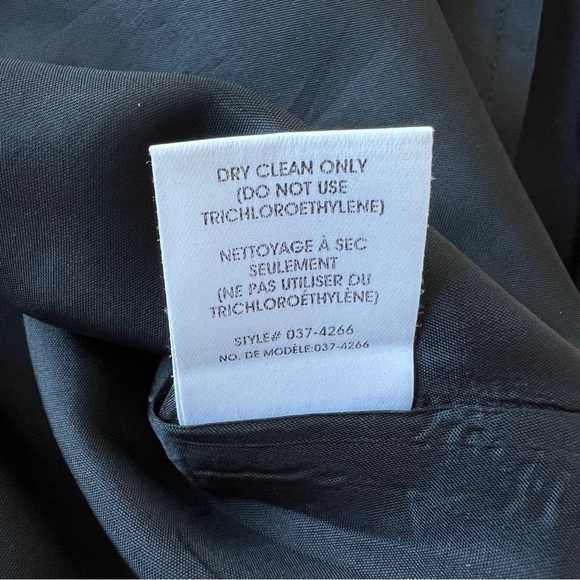 DRY CLEAN ONLY
(DO NOT USE
TRICHLOROETHYLENE)
NETTOYAGE À SEC
SEULEMENT
(NE PAS UTILISER DU
TRICHLOROÉTHYLÈNE)
STYLE# 037-4266
NO. DE MODÈLE:037-4266